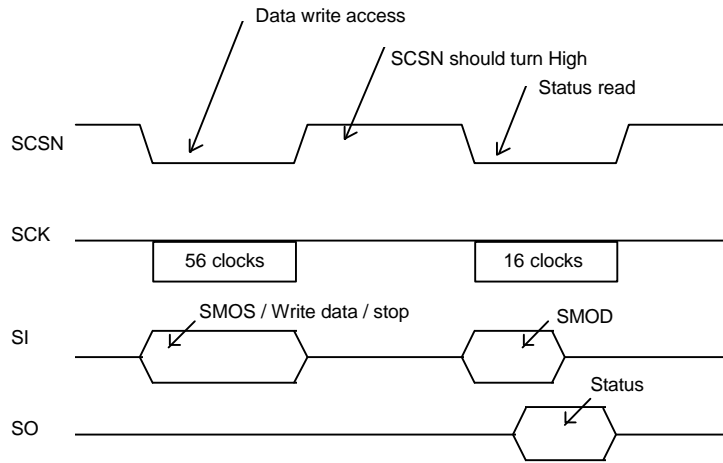 Data write access
SCSN should turn High
Status read
SCSN
SCK
56 clocks
16 clocks
SMOS / Write data / stop
SMOD
SI
Status
SO